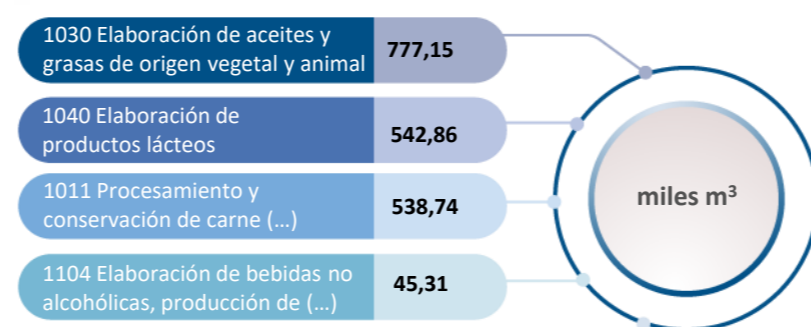 1030 Elaboración de aceites y
grasas de origen vegetal y animal
777,15
1040 Elaboración de
productos lácteos
542,86
1011 Procesamiento y
conservación de carne (...)
538,74
1104 Elaboración de bebidas no
alcohólicas, producción de (...)
45,31
miles m³